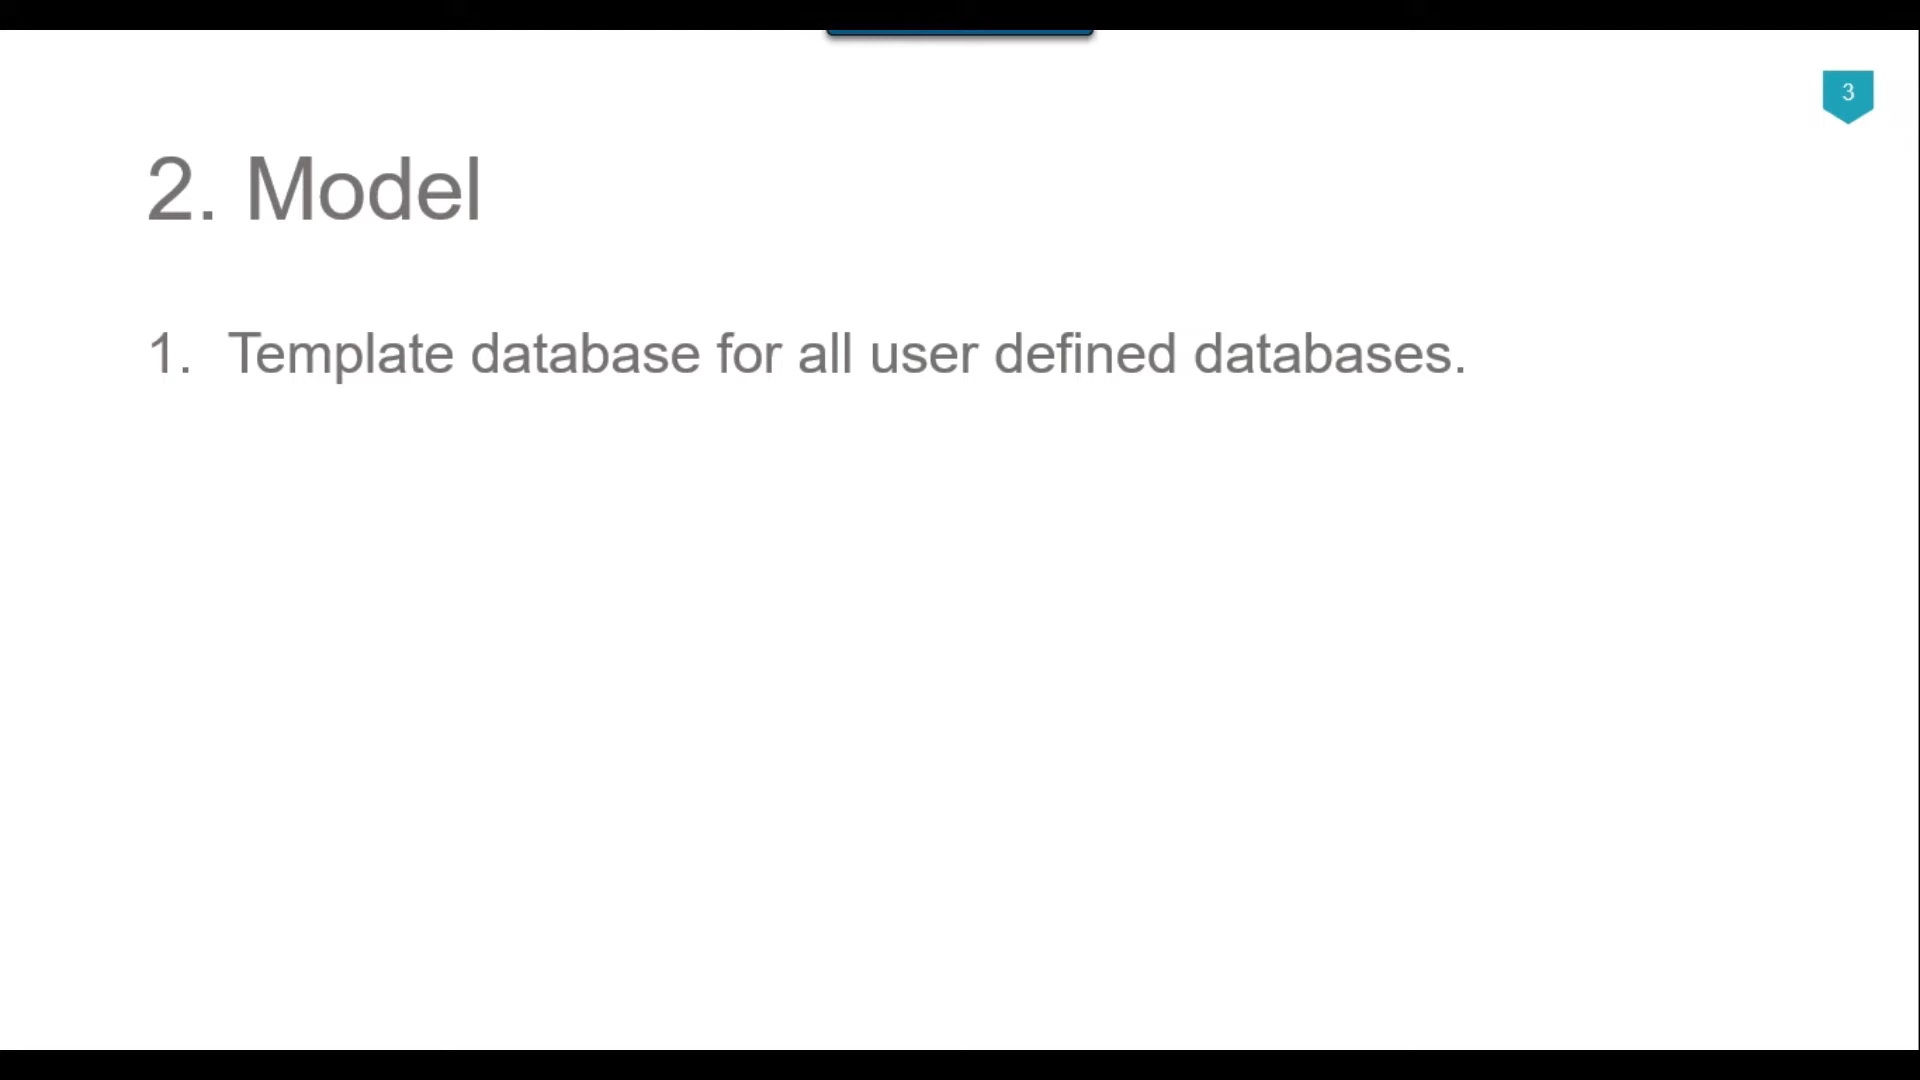 3
2. Model
1. Template database for all user defined databases.